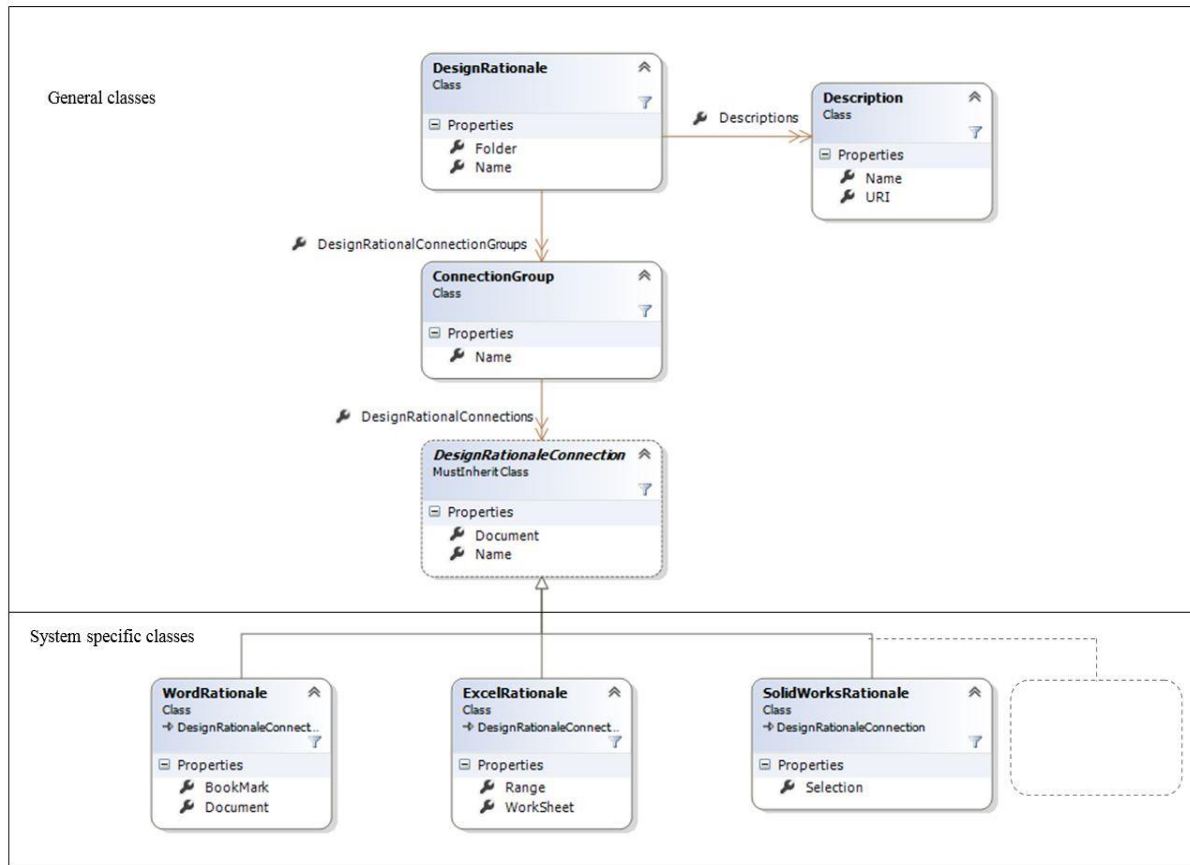 General classes
DesignRationale
Class
Properties
Folder
Name
Descriptions
Description
Class
Properties
Name
URI
DesignRationalConnectionGroups
ConnectionGroup
Class
Properties
Name
DesignRationalConnections
DesignRationaleConnection
MustInherit Class
Properties
Document
Name
System specific classes
WordRationale
Class
DesignRationaleConnect...
Properties
BookMark
Document
ExcelRationale
Class
DesignRationaleConnect...
Properties
Range
WorkSheet
SolidWorksRationale
Class
DesignRationaleConnection
Properties
Selection